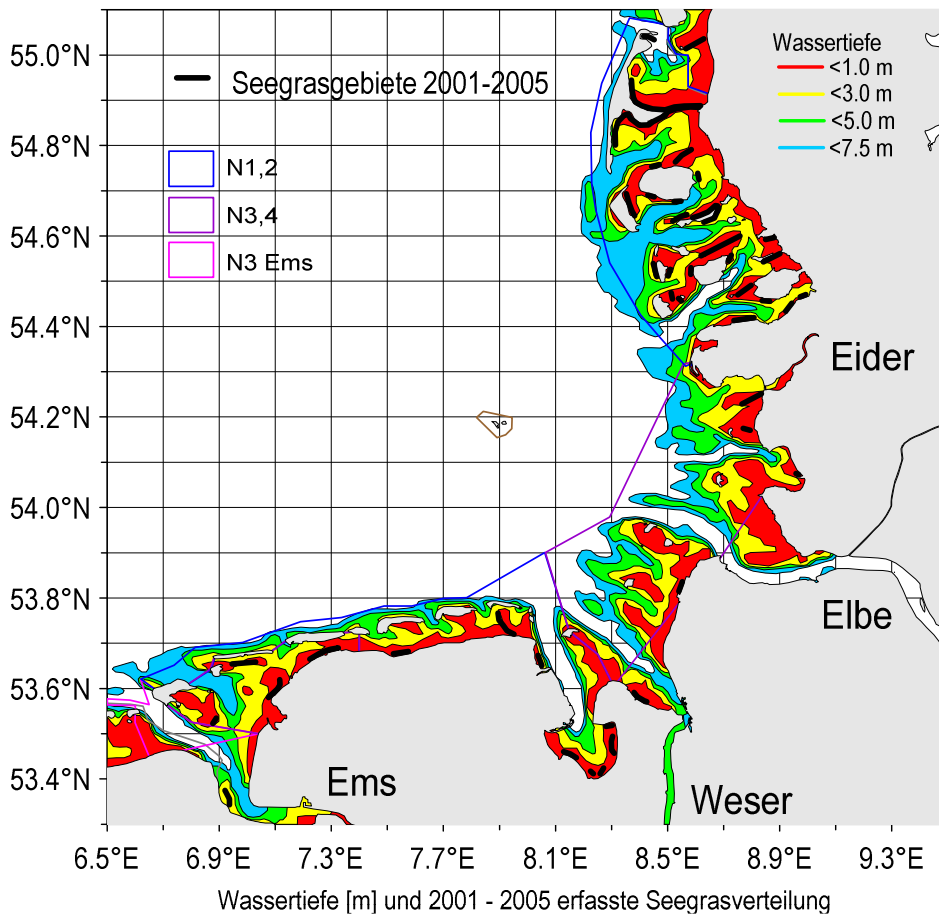 55.0°N
54.8°N
54.6°N
54.4°N
54.2°N
54.0°N
53.8°N
53.6°N
53.4°N
Seegrasgebiete 2001-2005
N1,2
N3,4
N3 Ems
Wassertiefe
<1.0 m
<3.0 m
<5.0 m
<7.5 m
Eider
Elbe
Ems
Weser
6.5°E 6.9°E 7.3°E 7.7°E 8.1°E 8.5°E 8.9°E 9.3°E
Wassertiefe [m] und 2001 - 2005 erfasste Seegrasverteilung